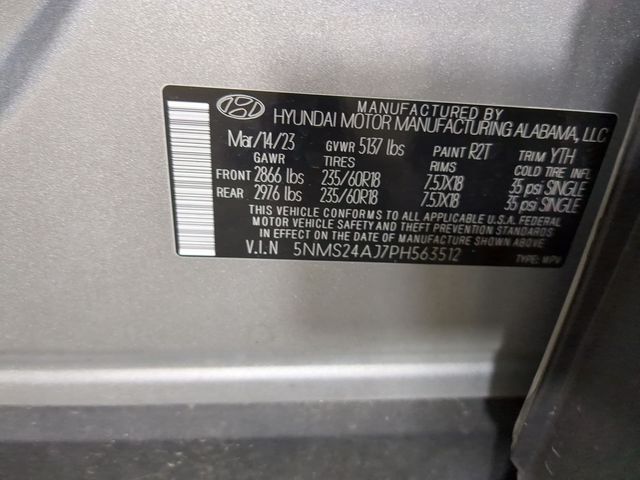 MANUFACTURED BY
HYUNDAI MOTOR MANUFACTURING ALABAMA, LLC
Mar/14/23 GVWR 5137 lbs PAINT R2T TRIM YTH
GAWR TIRES RIMS COLD TIRE INFL
FRONT 2866 lbs 235/60R18 7.5JX18 35 psi SINGLE
REAR 2976 lbs 235/60R18 7.5JX18 35 psi SINGLE
THIS VEHICLE CONFORMS TO ALL APPLICABLE U.S.A. FEDERAL
MOTOR VEHICLE SAFETY AND THEFT PREVENTION STANDARDS
IN EFFECT ON THE DATE OF MANUFACTURE SHOWN ABOVE.
V.I.N 5NMS24AJ7PH563512 TYPE: MPV